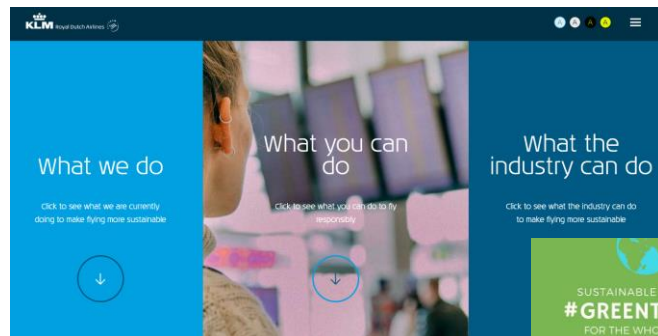 KLM Royal Dutch Airlines
A A A A
What we do
Click to see what we are currently
doing to make flying more sustainable
What you can
do
Click to see what you can do to fly
responsibly
What the
industry can do
Click to see what the industry can do
to make flying more sustainable
SUSTAINABLE
#GREENT
FOR THE WHO